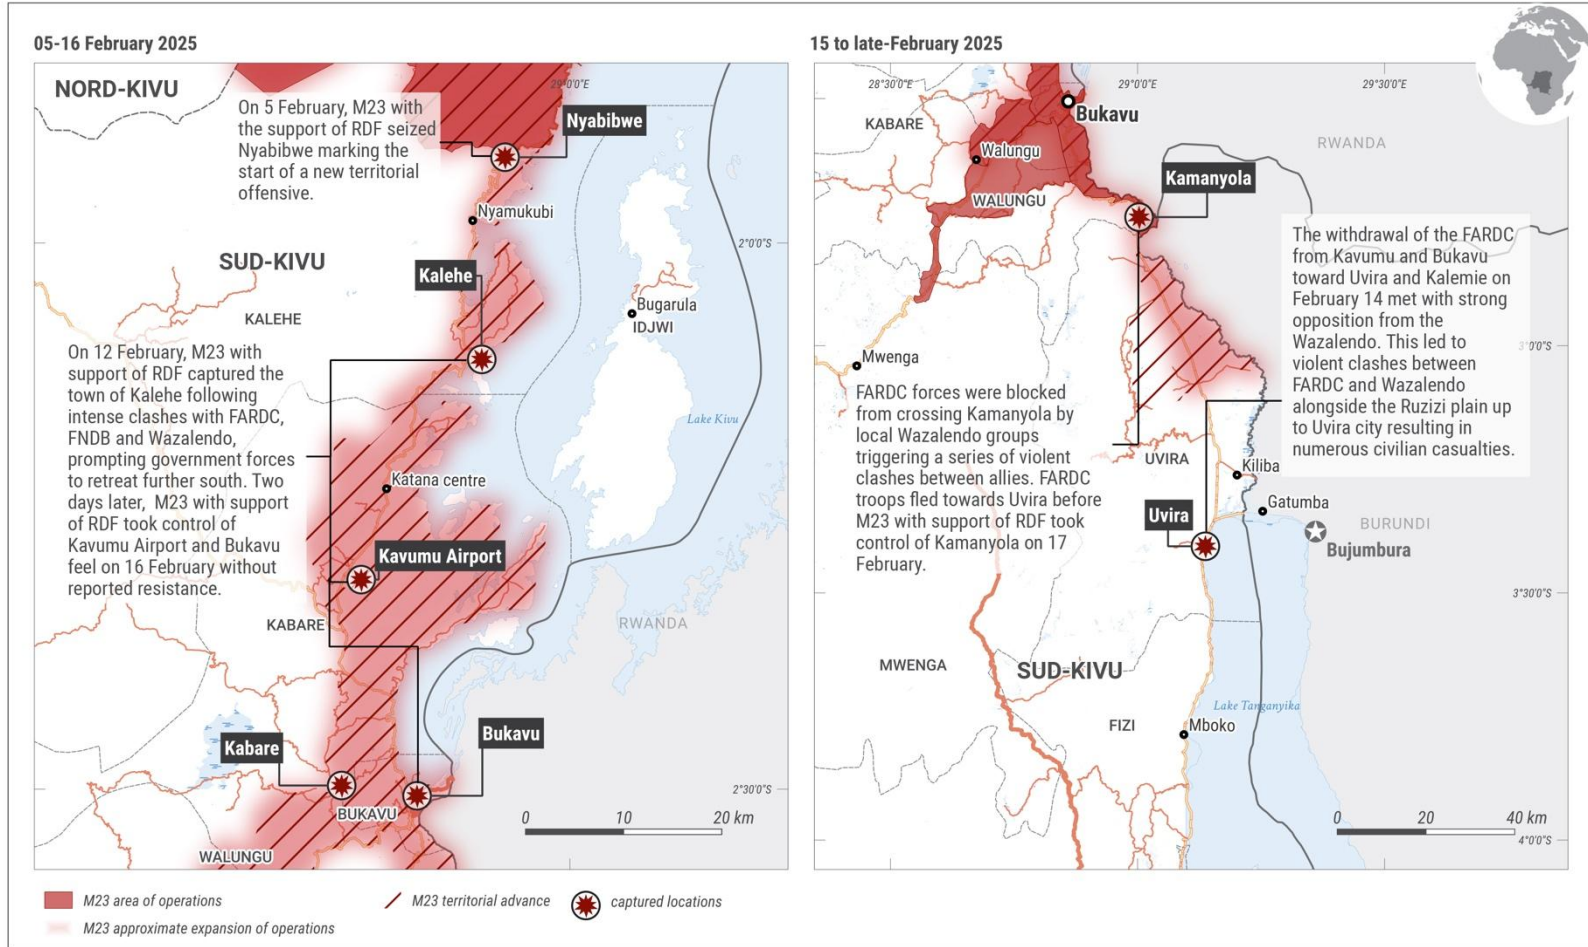 05-16 February 2025
29°0'0"E
NORD-KIVU
On 5 February, M23 with
the support of RDF seized
Nyabibwe marking the
start of a new territorial
offensive.
Nyabibwe
Nyamukubi
2°0'0"S
SUD-KIVU
Kalehe
Bugarula
IDJWI
KALEHE
On 12 February, M23 with
support of RDF captured the
town of Kalehe following
intense clashes with FARDC,
FNDB and Wazalendo,
prompting government forces
to retreat further south. Two
days later, M23 with support
of RDF took control of
Kavumu Airport and Bukavu
feel on 16 February without
reported resistance.
Lake Kivu
Katana centre
Kavumu Airport
KABARE
RWANDA
Kabare
Bukavu
BUKAVU
2°30'0"S
WALUNGU
0 10 20 km
15 to late-February 2025
28°30'0"E
29°0'0"E
29°30'0"E
KABARE
Bukavu
RWANDA
Walungu
Kamanyola
WALUNGU
The withdrawal of the FARDC
from Kavumu and Bukavu
toward Uvira and Kalemie on
February 14 met with strong
opposition from the
Wazalendo. This led to
violent clashes between
FARDC and Wazalendo
alongside the Ruzizi plain up
to Uvira city resulting in
numerous civilian casualties.
3°0'0"S
Mwenga
FARDC forces were blocked
from crossing Kamanyola by
local Wazalendo groups
triggering a series of violent
clashes between allies. FARDC
troops fled towards Uvira before
M23 with support of RDF took
control of Kamanyola on 17
February.
UVIRA
Kiliba
Gatumba
Uvira
BURUNDI
Bujumbura
3°30'0"S
MWENGA
SUD-KIVU
Lake Tanganyika
FIZI
Mboko
0 20 40 km
4°0'0"S
M23 area of operations
M23 territorial advance
captured locations
M23 approximate expansion of operations